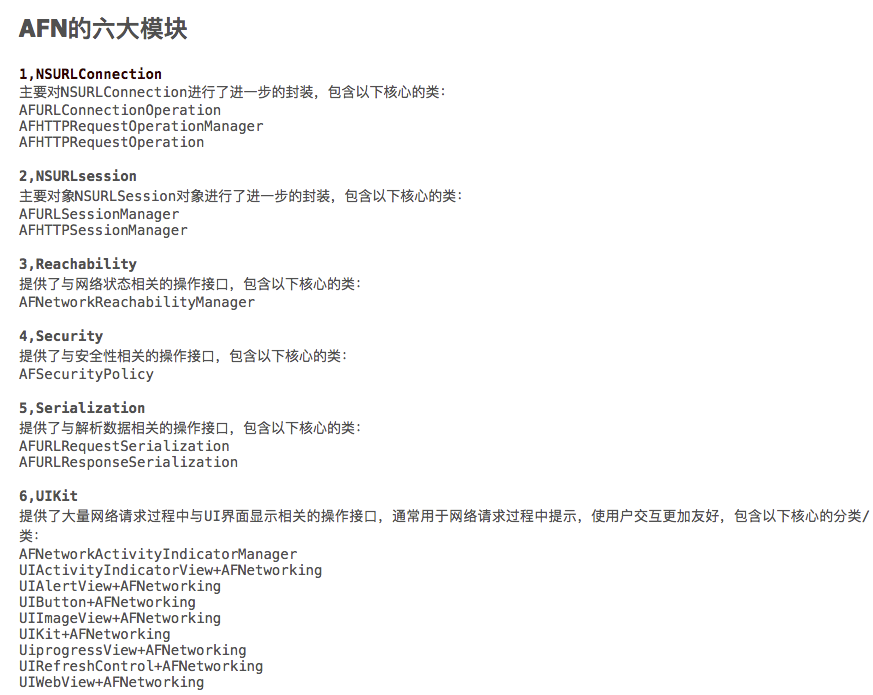 AFN的六大模块
1,NSURLConnection
主要对NSURLConnection进行了进一步的封装，包含以下核心的类：
AFURLConnectionOperation
AFHTTPRequestOperationManager
AFHTTPRequestOperation
2,NSURLsession
主要对象NSURLSession对象进行了进一步的封装，包含以下核心的类：
AFURLSessionManager
AFHTTPSessionManager
3,Reachability
提供了与网络状态相关的操作接口，包含以下核心的类：
AFNetworkReachabilityManager
4,Security
提供了与安全性相关的操作接口，包含以下核心的类：
AFSecurityPolicy
5,Serialization
提供了与解析数据相关的操作接口，包含以下核心的类：
AFURLRequestSerialization
AFURLResponseSerialization
6,UIKit
提供了大量网络请求过程中与UI界面显示相关的操作接口，通常用于网络请求过程中提示，使用户交互更加友好，包含以下核心的分类/
类：
AFNetworkActivityIndicatorManager
UIActivityIndicatorView+AFNetworking
UIAlertView+AFNetworking
UIButton+AFNetworking
UIImageView+AFNetworking
UIKit+AFNetworking
UiprogressView+AFNetworking
UIRefreshControl+AFNetworking
UIWebView+AFNetworking